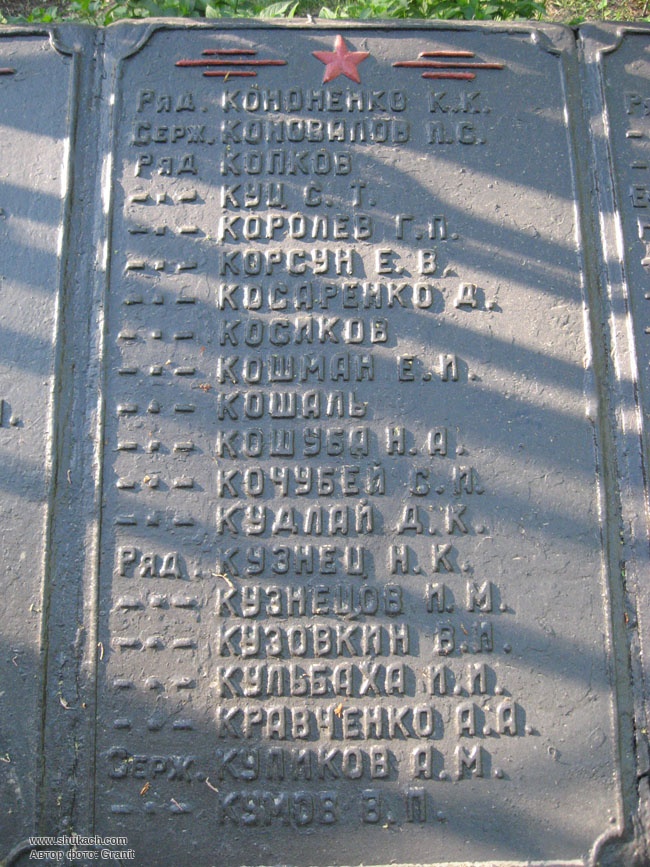 Ряд. КОНОНЕНКО К.К.
Серж. КОНОВАЛОВ П.С.
Ряд КОПКОВ
-·- КУЦ С. Т.
-·- КОРОЛЕВ Г.П.
-·- КОРСУН Е.В.
-·- КОСАРЕНКО Д.
-·- КОСИКОВ
-·- КОШМАН Е.И.
-·- КОШАЛЬ
-·- КОШУБА Н.А.
-·- КОЧУБЕЙ С.И.
-·- КУДЛАЙ Д.К.
Ряд. КУЗНЕЦ Н.К.
-·- КУЗНЕЦОВ И.М.
-·- КУЗОВКИН В.И.
-·- КУЛЬБАХА И.И.
-·- КРАВЧЕНКО А.А.
Серж. КУЛИКОВ А.М.
-·- КУМОВ В.П.
www.shukach.com
Автор фото: Granit